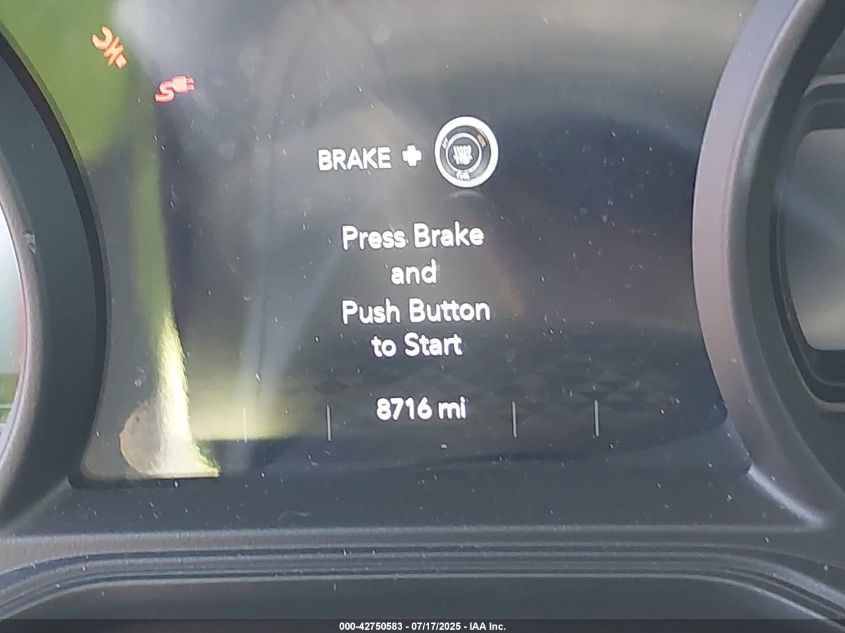 BRAKE +
Press Brake
and
Push Button
to Start
8716 mi
000-42750583 - 07/17/2025 - IAA Inc.